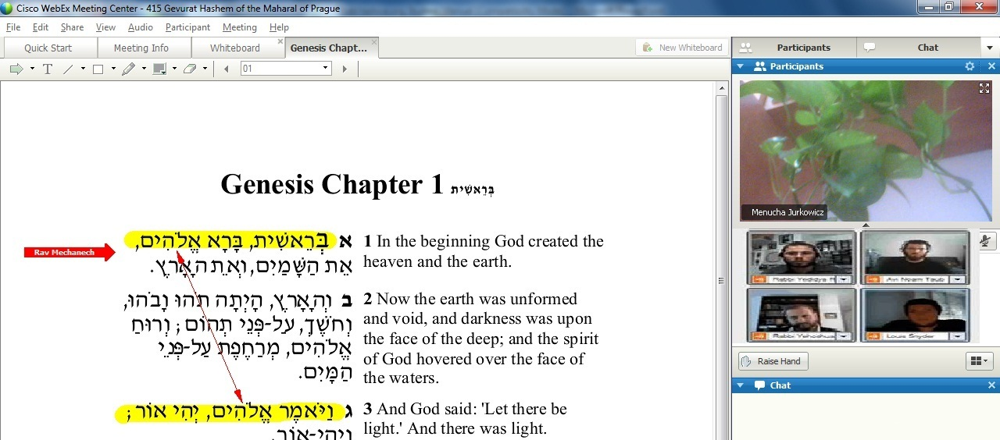 Cisco WebEx Meeting Center - 415 Gevurat Hashem of the Maharal of Prague
File Edit Share View Audio Participant Meeting Help
Quick Start Meeting Info Whiteboard Genesis Chapt... New Whiteboard
T 01
Genesis Chapter 1 בְּרֵאשִׁית
Rav Mechanech
א בְּרֵאשִׁית, בָּרָא אֱלֹהִים,
אֵת הַשָּׁמַיִם, וְאֵת הָאָרֶץ.
1 In the beginning God created the
heaven and the earth.
ב וְהָאָרֶץ, הָיְתָה תֹהוּ וָבֹהוּ,
וְחֹשֶׁךְ, עַל-פְּנֵי תְהוֹם; וְרוּחַ
אֱלֹהִים, מְרַחֶפֶת עַל-פְּנֵי
הַמָּיִם.
2 Now the earth was unformed
and void, and darkness was upon
the face of the deep; and the spirit
of God hovered over the face of
the waters.
ג וַיֹּאמֶר אֱלֹהִים, יְהִי אוֹר;
וַיְהִי-אוֹר.
3 And God said: 'Let there be
light.' And there was light.
Participants Chat
Participants
Menucha Jurkowicz
Rabbi Yedidya
Avi Noam Taub
Rabbi Yehoshua
Louis Snyder
Raise Hand
Chat